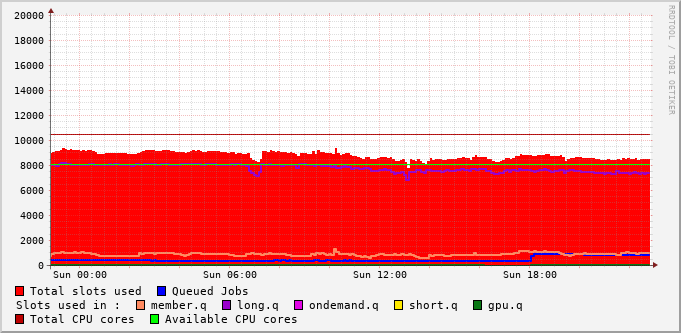 RRDTOOL / TOBI OETIKER
20000
18000
16000
14000
12000
10000
8000
6000
4000
2000
0
Sun 00:00 Sun 06:00 Sun 12:00 Sun 18:00
Total slots used Queued Jobs
Slots used in : member.q long.q ondemand.q short.q gpu.q
Total CPU cores Available CPU cores